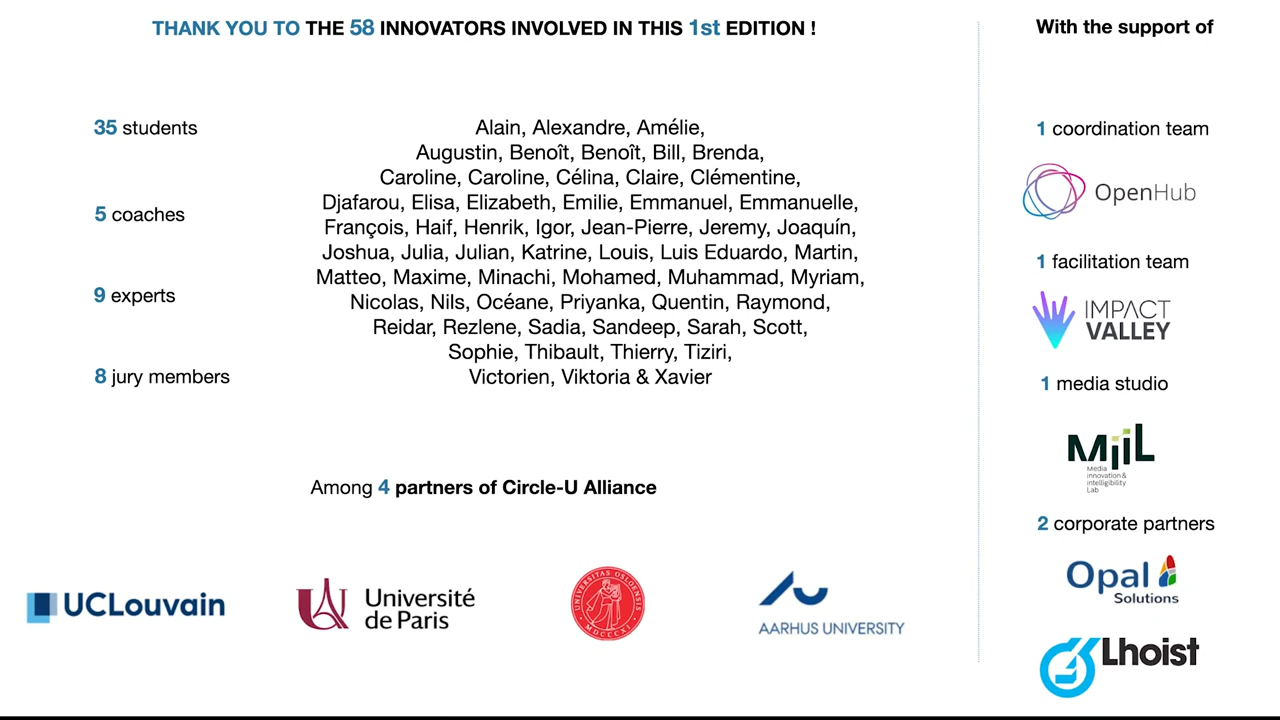 THANK YOU TO THE 58 INNOVATORS INVOLVED IN THIS 1st EDITION !
35 students
5 coaches
9 experts
8 jury members
Alain, Alexandre, Amélie,
Augustin, Benoît, Benoît, Bill, Brenda,
Caroline, Caroline, Célina, Claire, Clémentine,
Djafarou, Elisa, Elizabeth, Emilie, Emmanuel, Emmanuelle,
François, Haif, Henrik, Igor, Jean-Pierre, Jeremy, Joaquín,
Joshua, Julia, Julian, Katrine, Louis, Luis Eduardo, Martin,
Matteo, Maxime, Minachi, Mohamed, Muhammad, Myriam,
Nicolas, Nils, Océane, Priyanka, Quentin, Raymond,
Reidar, Rezlene, Sadia, Sandeep, Sarah, Scott,
Sophie, Thibault, Thierry, Tiziri,
Victorien, Viktoria & Xavier
Among 4 partners of Circle-U Alliance
UCLouvain
Université
de Paris
UNIVERSITAS OSLOENSIS
MDCCCXI
AARHUS UNIVERSITY
With the support of
1 coordination team
OpenHub
1 facilitation team
IMPACT
VALLEY
1 media studio
MiiL
Media
innovation &
intelligibility
Lab
2 corporate partners
Opal
Solutions
Lhoist